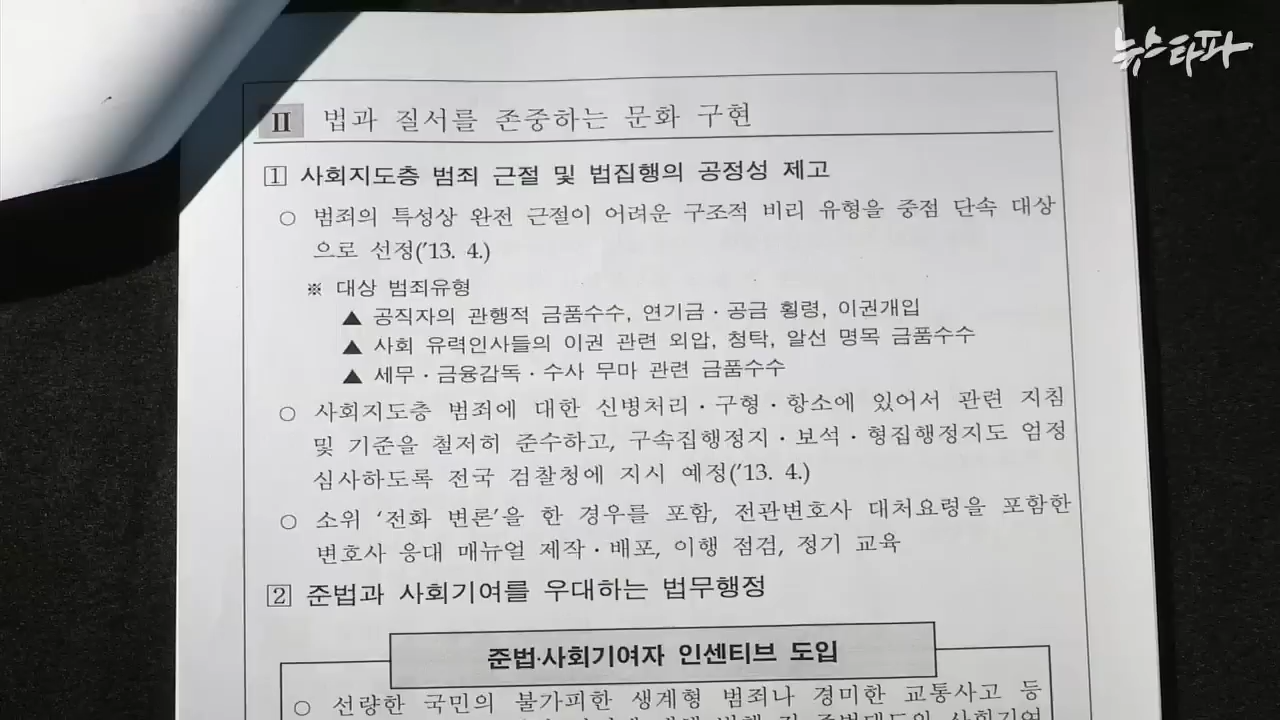 뉴스타파
Ⅱ 법과 질서를 존중하는 문화 구현
1 사회지도층 범죄 근절 및 법집행의 공정성 제고
○ 범죄의 특성상 완전 근절이 어려운 구조적 비리 유형을 중점 단속 대상
으로 선정('13. 4.)
※ 대상 범죄유형
▲ 공직자의 관행적 금품수수, 연기금·공금 횡령, 이권개입
▲ 사회 유력인사들의 이권 관련 외압, 청탁, 알선 명목 금품수수
▲ 세무·금융감독·수사 무마 관련 금품수수
○ 사회지도층 범죄에 대한 신병처리·구형·항소에 있어서 관련 지침
및 기준을 철저히 준수하고, 구속집행정지·보석·형집행정지도 엄정
심사하도록 전국 검찰청에 지시 예정('13. 4.)
○ 소위 '전화 변론'을 한 경우를 포함, 전관변호사 대처요령을 포함한
변호사 응대 매뉴얼 제작·배포, 이행 점검, 정기 교육
2 준법과 사회기여를 우대하는 법무행정
준법·사회기여자 인센티브 도입
○ 선량한 국민의 불가피한 생계형 범죄나 경미한 교통사고 등